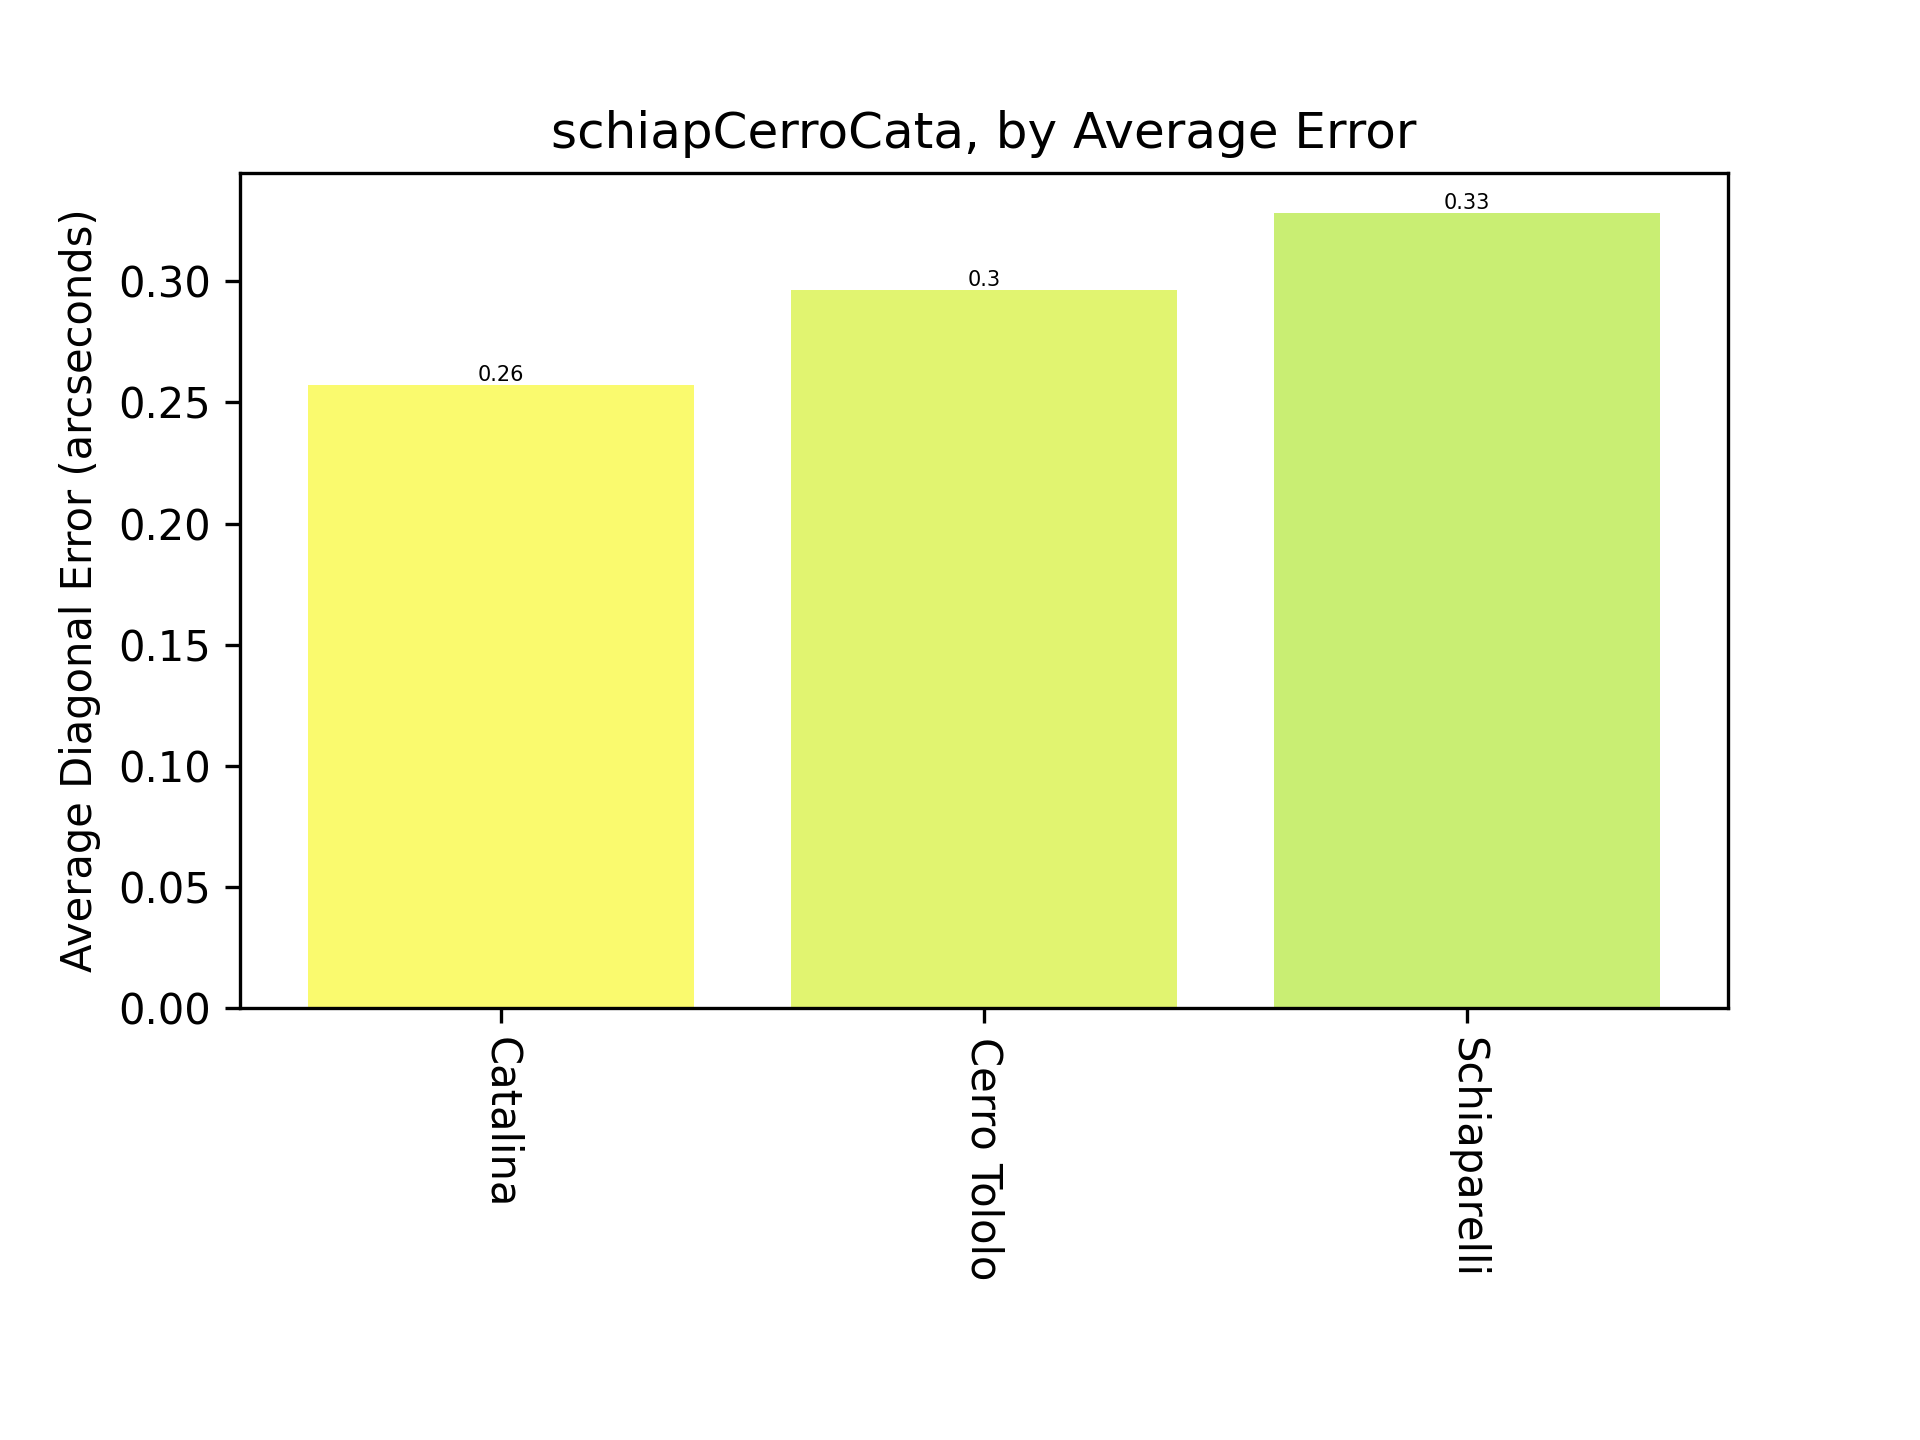 schiapCerroCata, by Average Error
Average Diagonal Error (arcseconds)
0.30
0.25
0.20
0.15
0.10
0.05
0.00
0.26
0.3
0.33
Catalina
Cerro Tololo
Schiaparelli